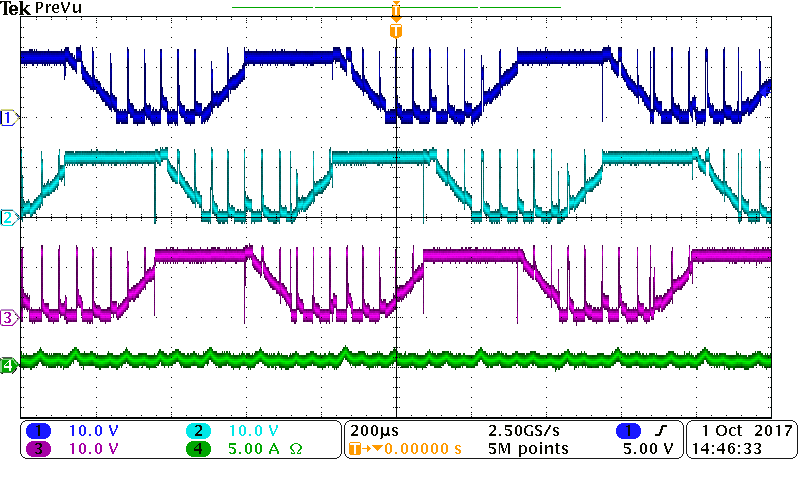 Tek PreVu
T
T
1
2
3
4
1 10.0 V 2 10.0 V
3 10.0 V 4 5.00 A Ω
200µs 2.50GS/s
T→▼0.00000 s 5M points
1 5.00 V
1 Oct 2017
14:46:33